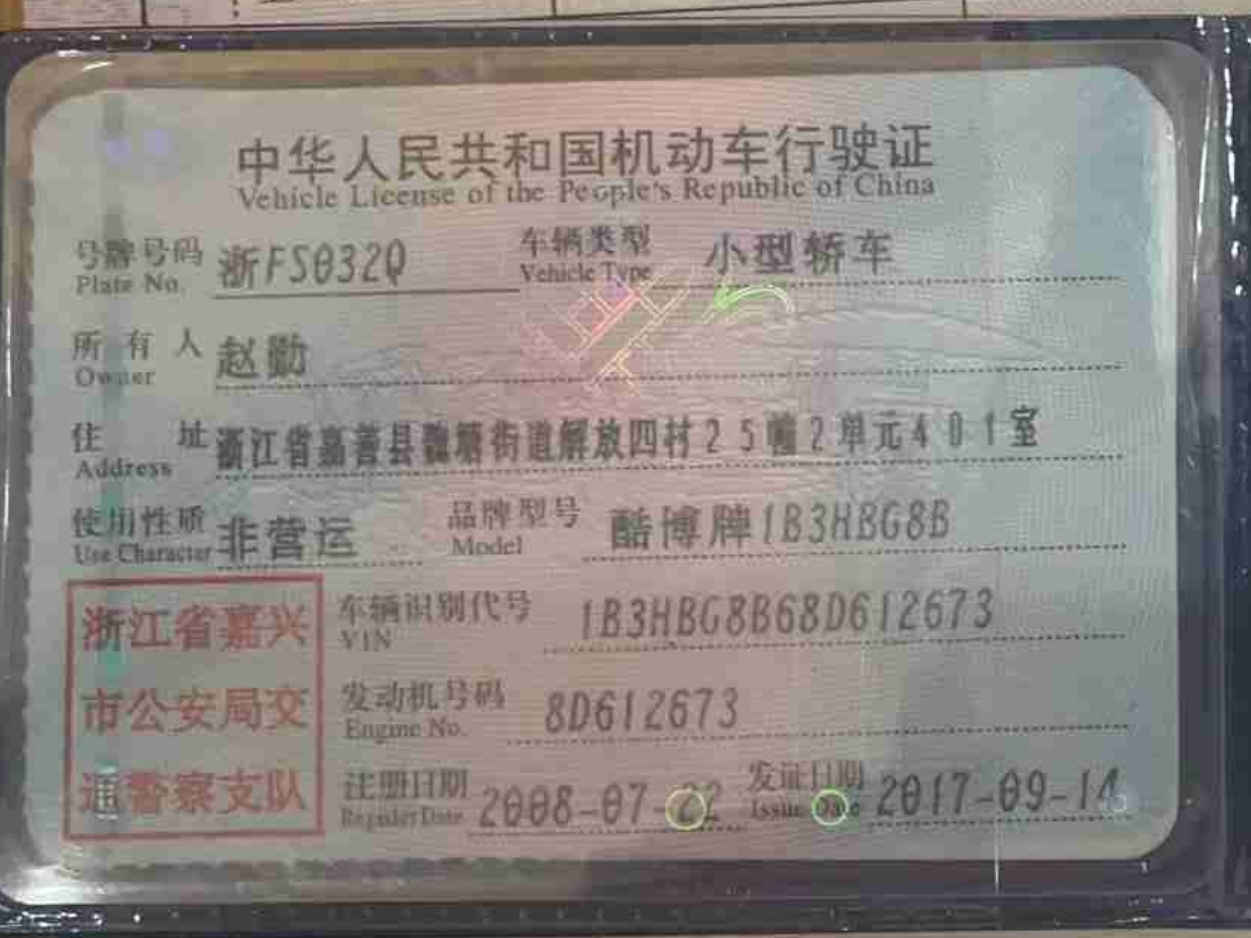 中华人民共和国机动车行驶证
Vehicle License of the People's Republic of China
号牌号码 浙FS032Q 车辆类型 小型轿车
Plate No. Vehicle Type
所有人 赵勤
Owner
住址 浙江省嘉善县魏塘街道解放四村25幢2单元401室
Address
使用性质 非营运 品牌型号 酷博牌1B3HBG8B
Use Character Model
浙江省嘉兴 车辆识别代号 1B3HBG8B68D612673
VIN
市公安局交 发动机号码 8D612673
Engine No.
通警察支队 注册日期 2008-07-22 发证日期 2017-09-14
Register Date Issue Date